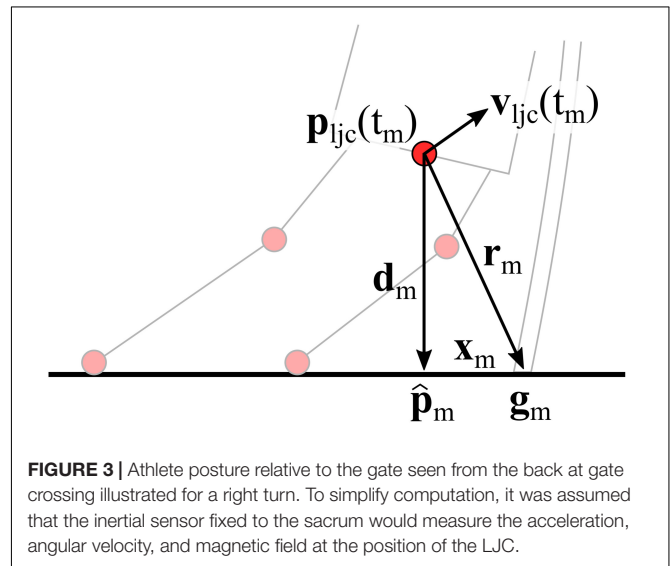 p_ljc(t_m)
v_ljc(t_m)
d_m
r_m
x_m
p̂_m
g_m
FIGURE 3 | Athlete posture relative to the gate seen from the back at gate
crossing illustrated for a right turn. To simplify computation, it was assumed
that the inertial sensor fixed to the sacrum would measure the acceleration,
angular velocity, and magnetic field at the position of the LJC.